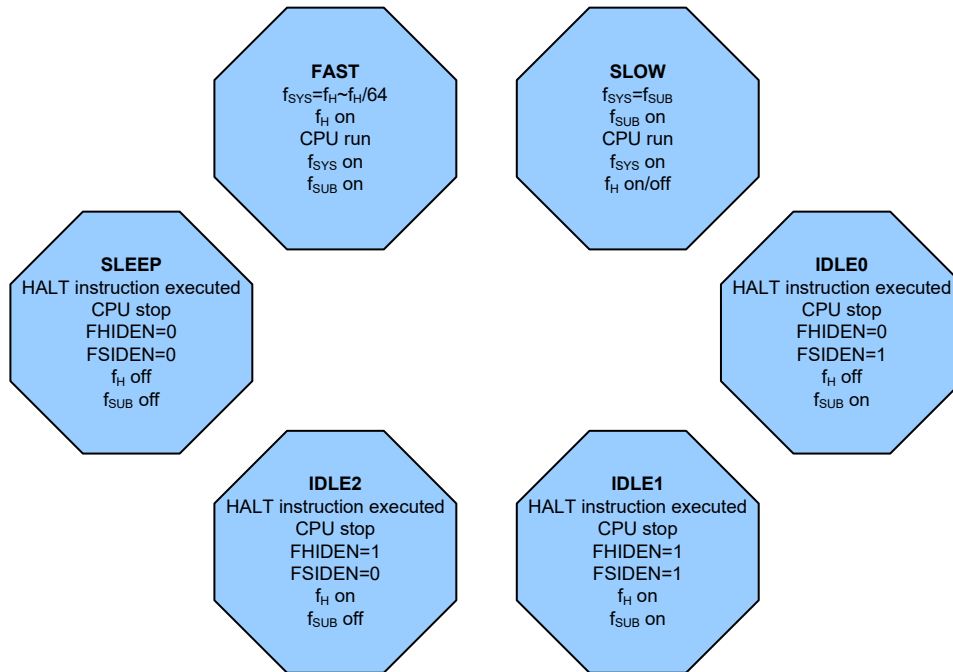 FAST
fSYS=fH~fH/64
fH on
CPU run
fSYS on
fSUB on
SLOW
fSYS=fSUB
fSUB on
CPU run
fSYS on
fH on/off
SLEEP
HALT instruction executed
CPU stop
FHIDEN=0
FSIDEN=0
fH off
fSUB off
IDLE0
HALT instruction executed
CPU stop
FHIDEN=0
FSIDEN=1
fH off
fSUB on
IDLE2
HALT instruction executed
CPU stop
FHIDEN=1
FSIDEN=0
fH on
fSUB off
IDLE1
HALT instruction executed
CPU stop
FHIDEN=1
FSIDEN=1
fH on
fSUB on